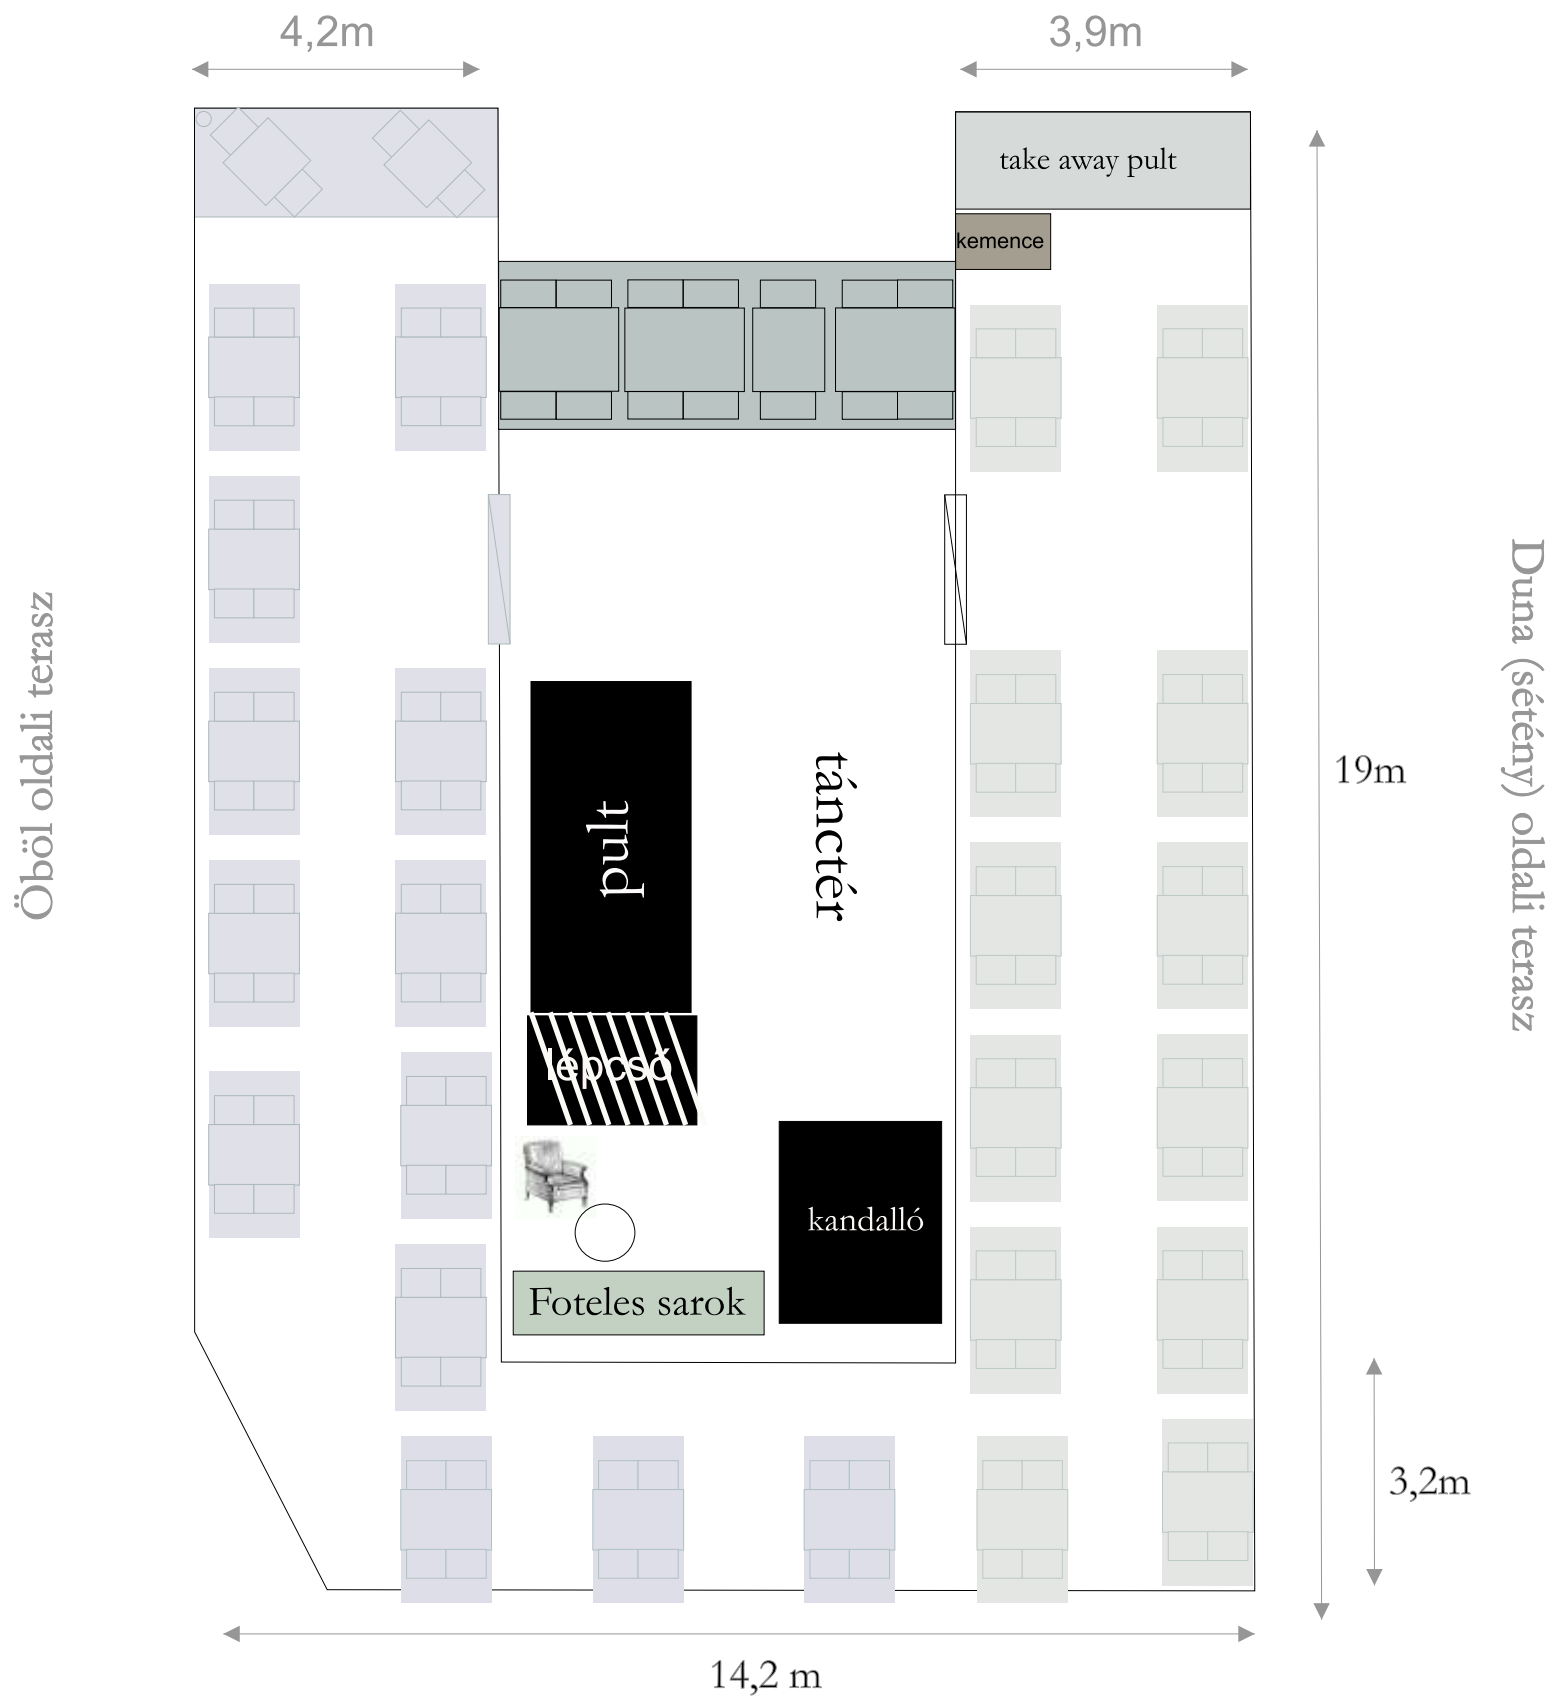 4,2m
3,9m
take away pult
kemence
Öböl oldali terasz
Duna (sétény) oldali terasz
19m
pult
tánctér
lépcső
kandalló
Foteles sarok
3,2m
14,2 m